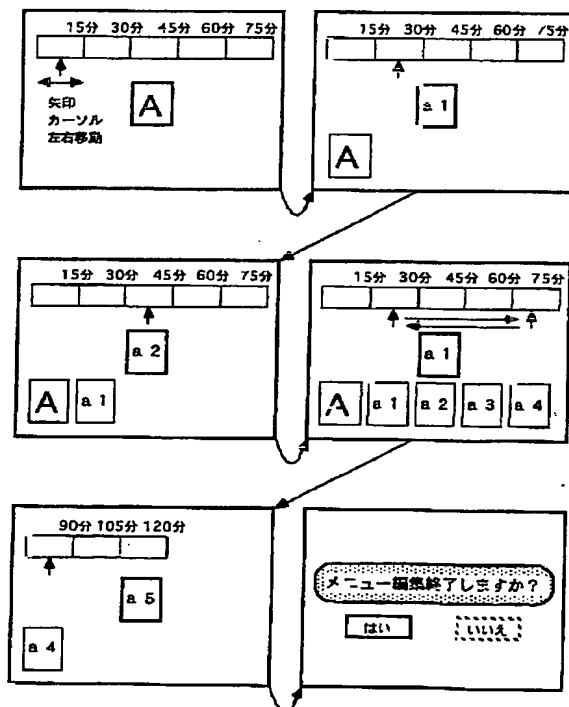 15分 30分 45分 60分 75分
矢印
カーソル
左右移動
A
15分 30分 45分 60分 75分
a 1
A
15分 30分 45分 60分 75分
a 2
A a 1
15分 30分 45分 60分 75分
a 1
A a 1 a 2 a 3 a 4
90分 105分 120分
a 5
a 4
メニュー編集終了しますか?
はい いいえ